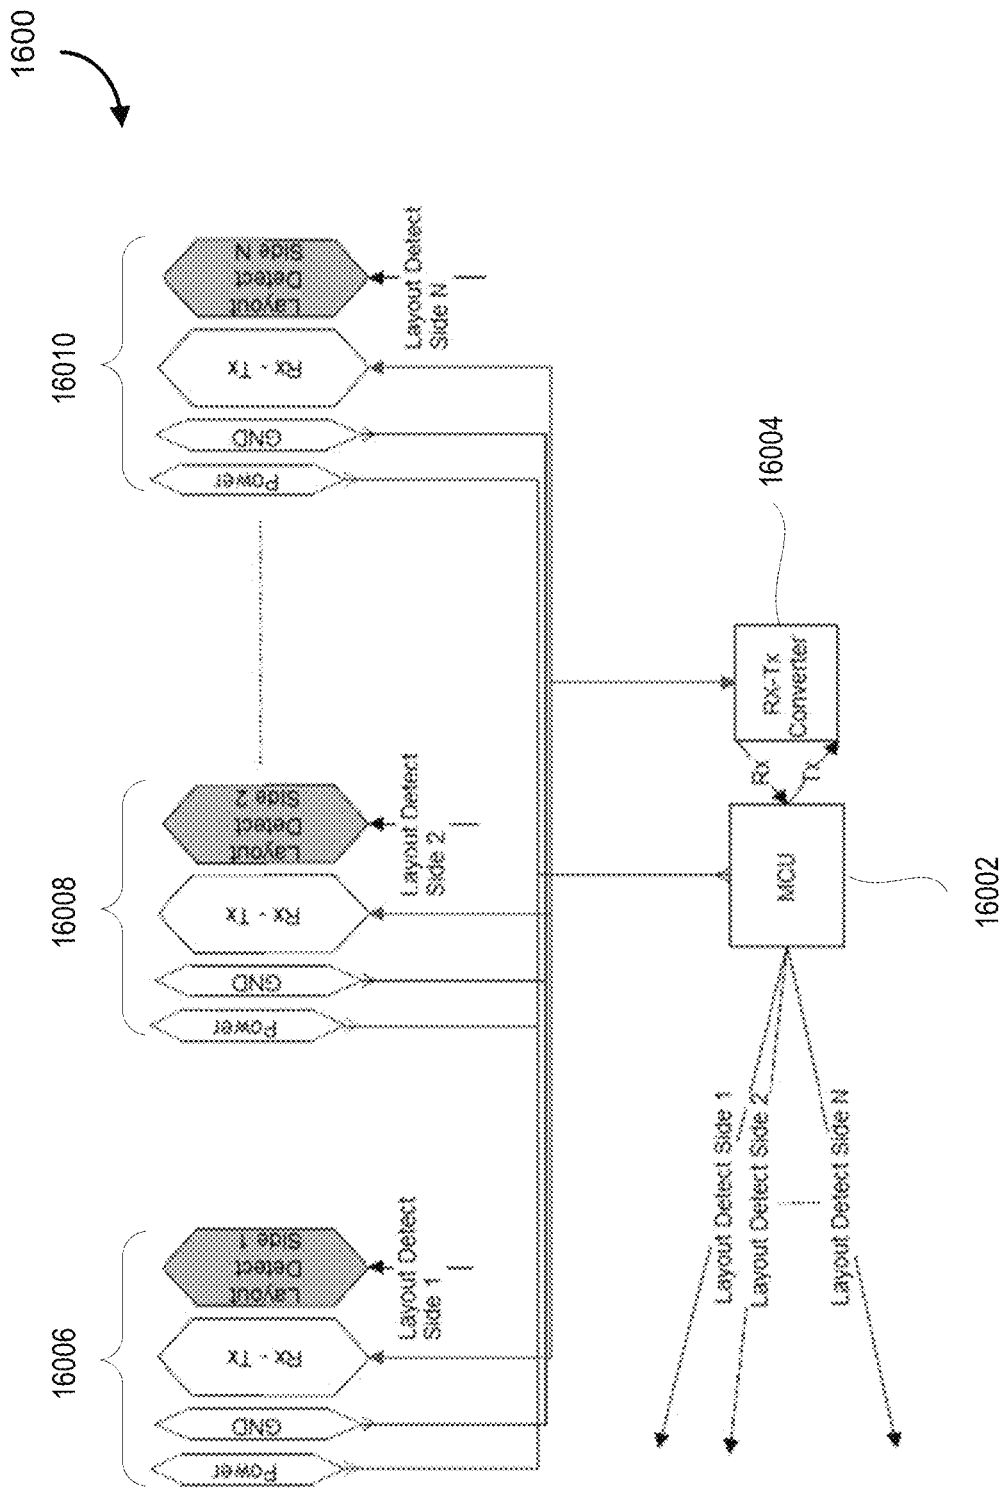 1600
16006
Power
GND
Rx - Tx
Layout
Detect
Side 1
Layout Detect
Side 1
16008
Power
GND
Rx - Tx
Layout
Detect
Side 2
Layout Detect
Side 2
16010
Power
GND
Rx - Tx
Layout
Detect
Side N
Layout Detect
Side N
Layout Detect Side 1
Layout Detect Side 2
Layout Detect Side N
MCU
16002
Rx
Tx
RX-Tx
Converter
16004